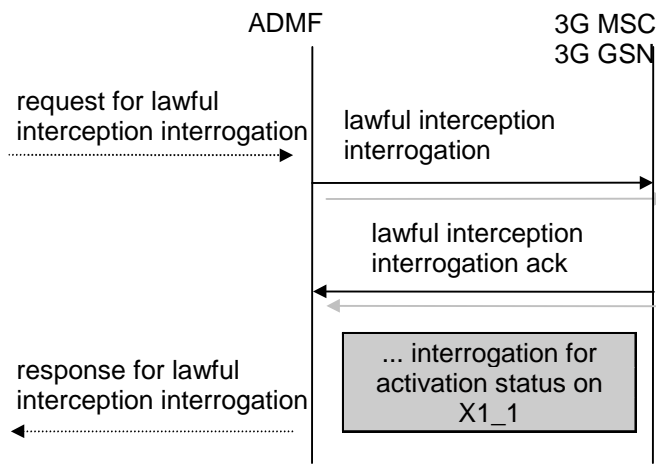 ADMF
3G MSC
3G GSN
request for lawful
interception interrogation
lawful interception
interrogation
lawful interception
interrogation ack
... interrogation for
activation status on
X1_1
response for lawful
interception interrogation